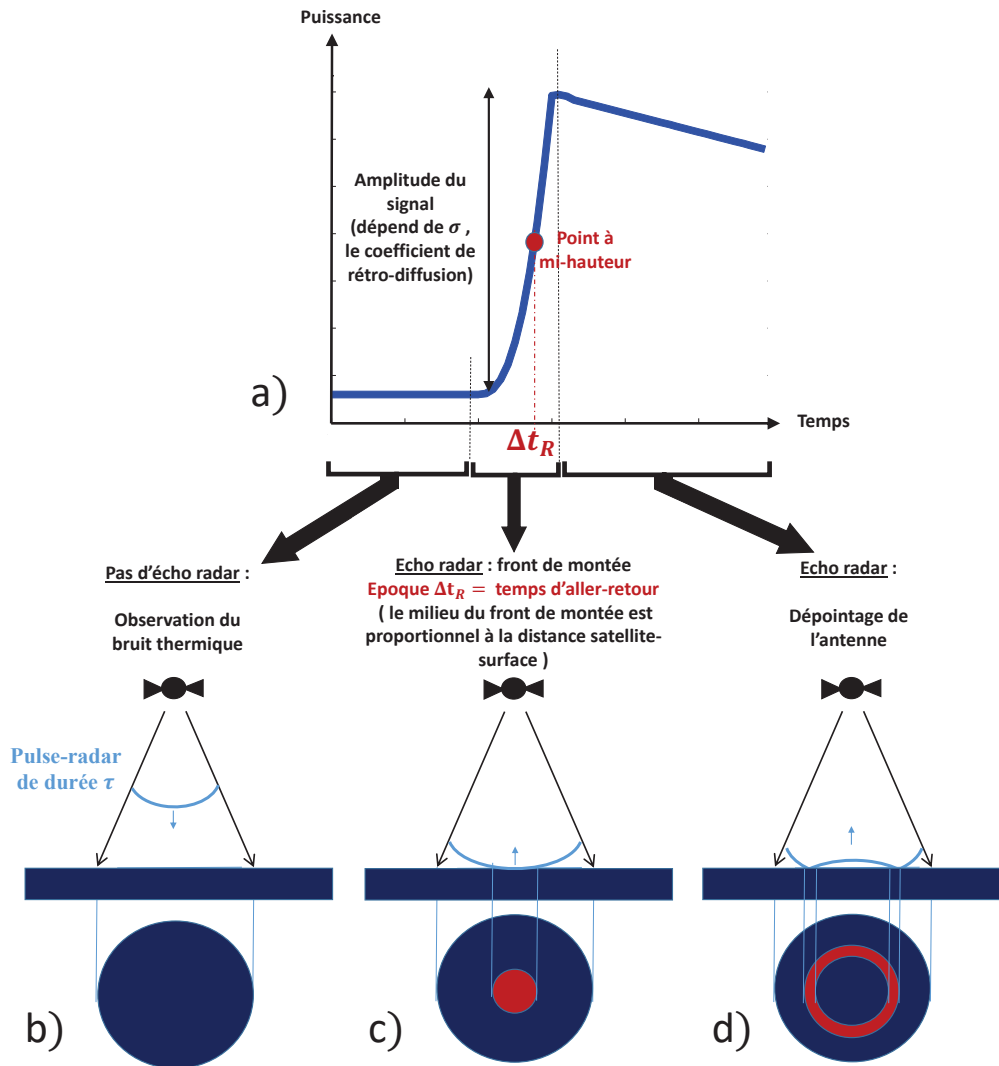 Puissance
Amplitude du
signal
(dépend de σ ,
le coefficient de
rétro-diffusion)
Point à
mi-hauteur
a)
Temps
Δt_R
Pas d'écho radar :
Observation du
bruit thermique
Echo radar : front de montée
Epoque Δt_R = temps d'aller-retour
( le milieu du front de montée est
proportionnel à la distance satellite-
surface )
Echo radar :
Dépointage de
l'antenne
Pulse-radar
de durée τ
b)
c)
d)